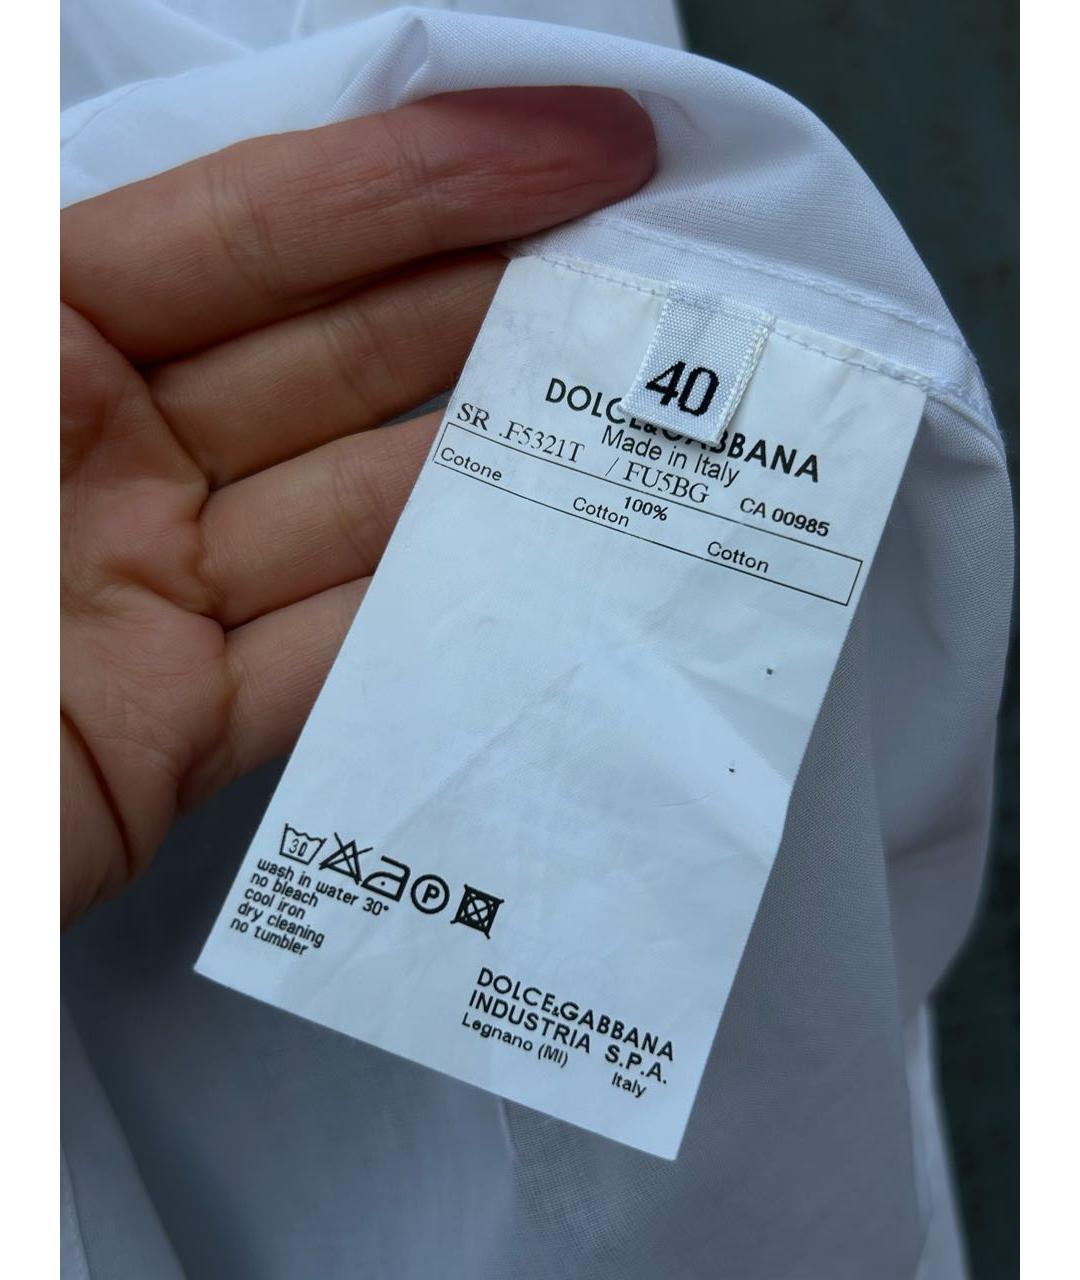 40
DOLCE&GABBANA
Made in Italy
SR .F5321T / FU5BG CA 00985
100%
Cotone Cotton Cotton
30 P
wash in water 30°
no bleach
cool iron
dry cleaning
no tumbler
DOLCE&GABBANA
INDUSTRIA S.P.A.
Legnano (MI) Italy